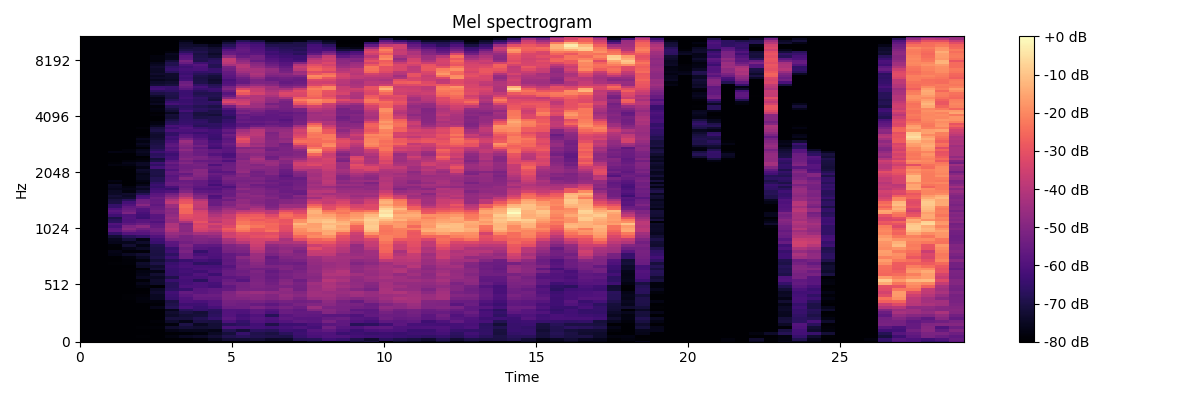 Mel spectrogram
+0 dB
8192
-10 dB
4096
-20 dB
-30 dB
2048
-40 dB
Hz
1024
-50 dB
-60 dB
512
-70 dB
0
-80 dB
0 5 10 15 20 25
Time